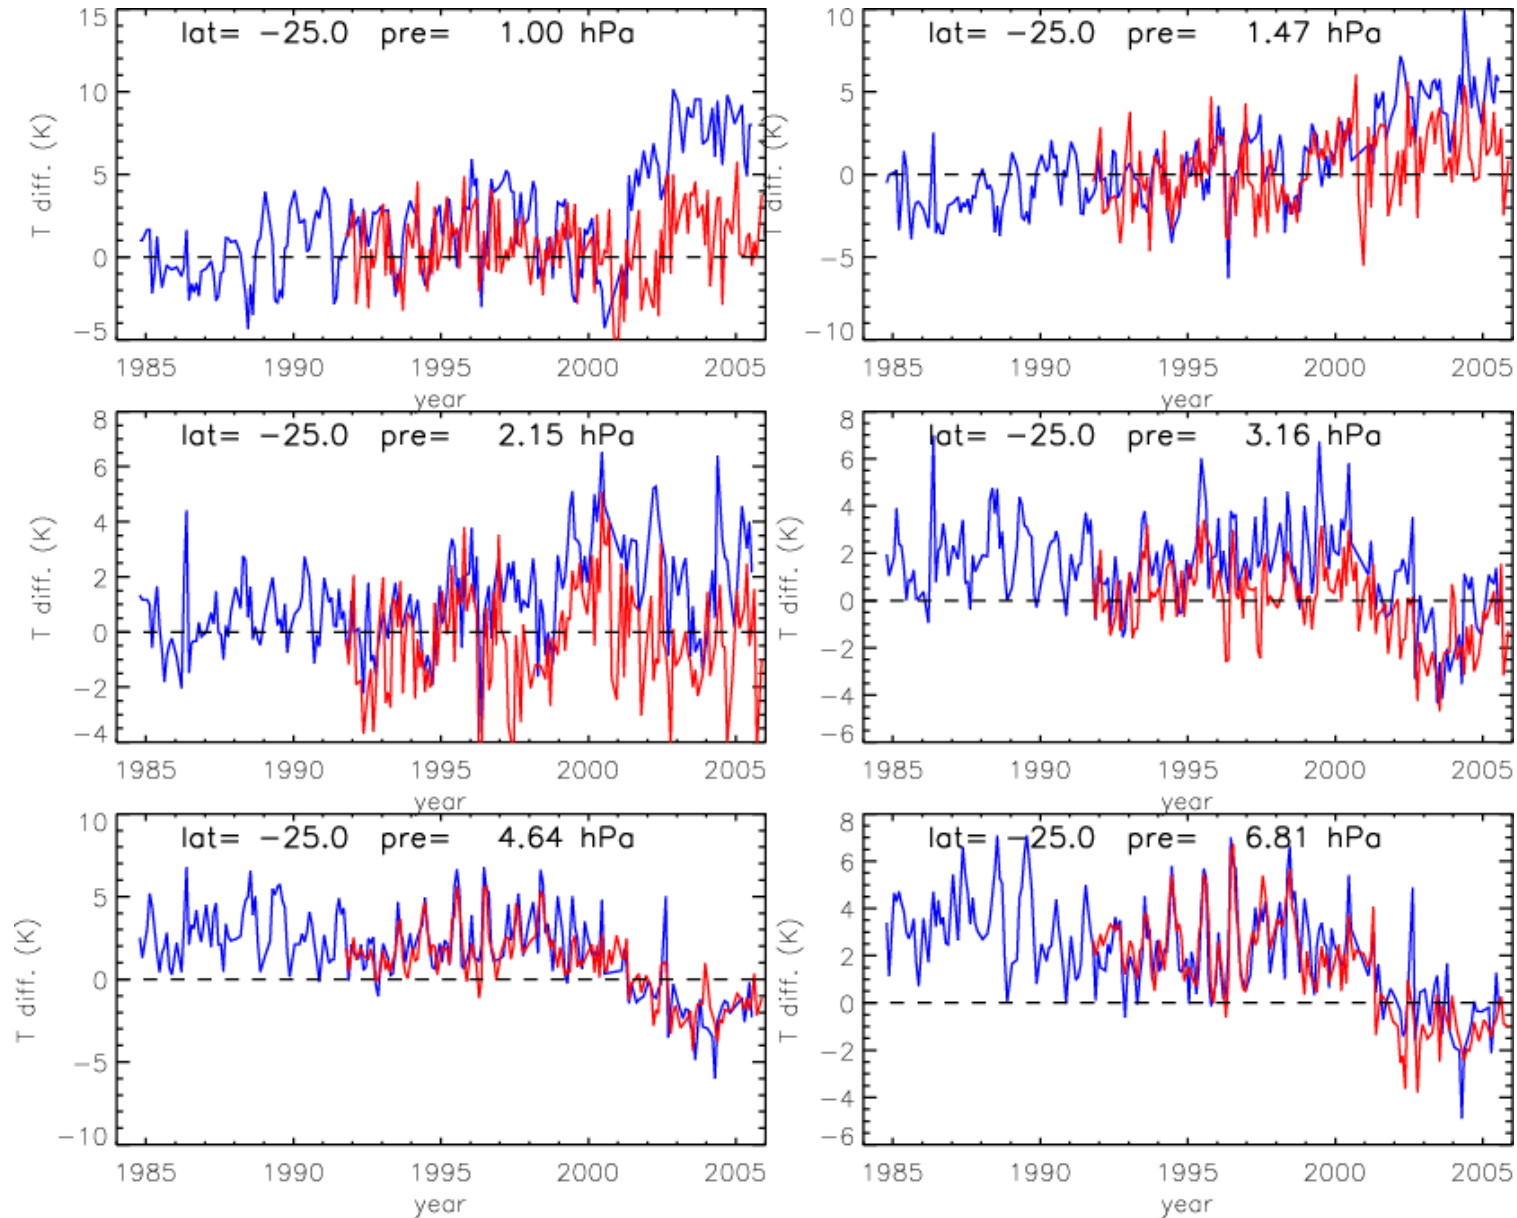 lat= −25.0 pre= 1.00 hPa
15
10
5
0
−5
T diff. (K)
1985 1990 1995 2000 2005
year
lat= −25.0 pre= 1.47 hPa
10
5
0
−5
−10
T diff. (K)
1985 1990 1995 2000 2005
year
lat= −25.0 pre= 2.15 hPa
8
6
4
2
0
−2
−4
T diff. (K)
1985 1990 1995 2000 2005
year
lat= −25.0 pre= 3.16 hPa
8
6
4
2
0
−2
−4
−6
T diff. (K)
1985 1990 1995 2000 2005
year
lat= −25.0 pre= 4.64 hPa
10
5
0
−5
−10
T diff. (K)
1985 1990 1995 2000 2005
year
lat= −25.0 pre= 6.81 hPa
8
6
4
2
0
−2
−4
−6
T diff. (K)
1985 1990 1995 2000 2005
year